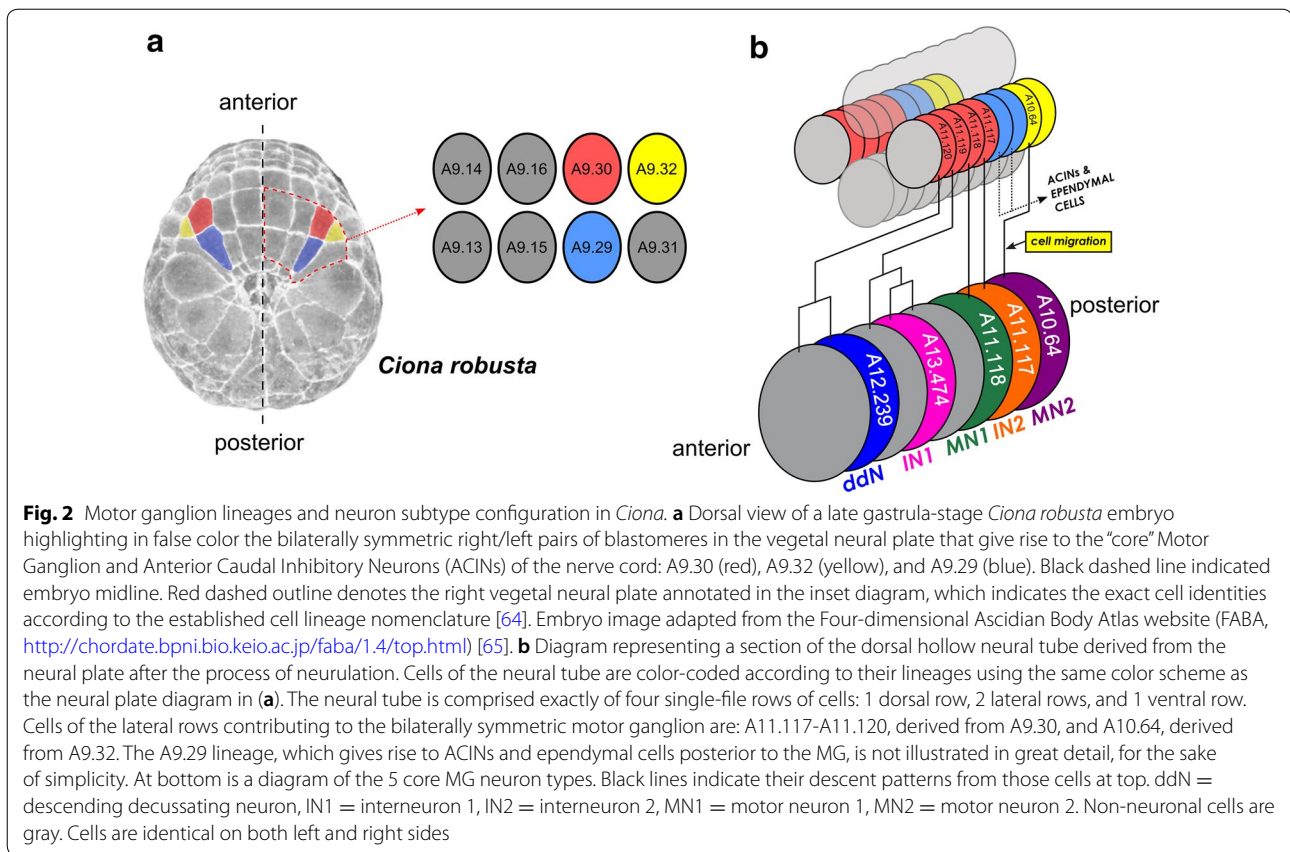 a
anterior
A9.14 A9.16 A9.30 A9.32
A9.13 A9.15 A9.29 A9.31
Ciona robusta
posterior
b
A11.120
A11.119
A11.118
A11.117
A10.64
ACINs &
EPENDYMAL
CELLS
cell migration
posterior
A12.239
A13.474
A11.118
A11.117
A10.64
anterior
ddN
IN1
MN1
IN2
MN2
Fig. 2 Motor ganglion lineages and neuron subtype configuration in Ciona. a Dorsal view of a late gastrula-stage Ciona robusta embryo
highlighting in false color the bilaterally symmetric right/left pairs of blastomeres in the vegetal neural plate that give rise to the “core” Motor
Ganglion and Anterior Caudal Inhibitory Neurons (ACINs) of the nerve cord: A9.30 (red), A9.32 (yellow), and A9.29 (blue). Black dashed line indicated
embryo midline. Red dashed outline denotes the right vegetal neural plate annotated in the inset diagram, which indicates the exact cell identities
according to the established cell lineage nomenclature [64]. Embryo image adapted from the Four-dimensional Ascidian Body Atlas website (FABA,
http://chordate.bpni.bio.keio.ac.jp/faba/1.4/top.html) [65]. b Diagram representing a section of the dorsal hollow neural tube derived from the
neural plate after the process of neurulation. Cells of the neural tube are color-coded according to their lineages using the same color scheme as
the neural plate diagram in (a). The neural tube is comprised exactly of four single-file rows of cells: 1 dorsal row, 2 lateral rows, and 1 ventral row.
Cells of the lateral rows contributing to the bilaterally symmetric motor ganglion are: A11.117-A11.120, derived from A9.30, and A10.64, derived
from A9.32. The A9.29 lineage, which gives rise to ACINs and ependymal cells posterior to the MG, is not illustrated in great detail, for the sake
of simplicity. At bottom is a diagram of the 5 core MG neuron types. Black lines indicate their descent patterns from those cells at top. ddN =
descending decussating neuron, IN1 = interneuron 1, IN2 = interneuron 2, MN1 = motor neuron 1, MN2 = motor neuron 2. Non-neuronal cells are
gray. Cells are identical on both left and right sides